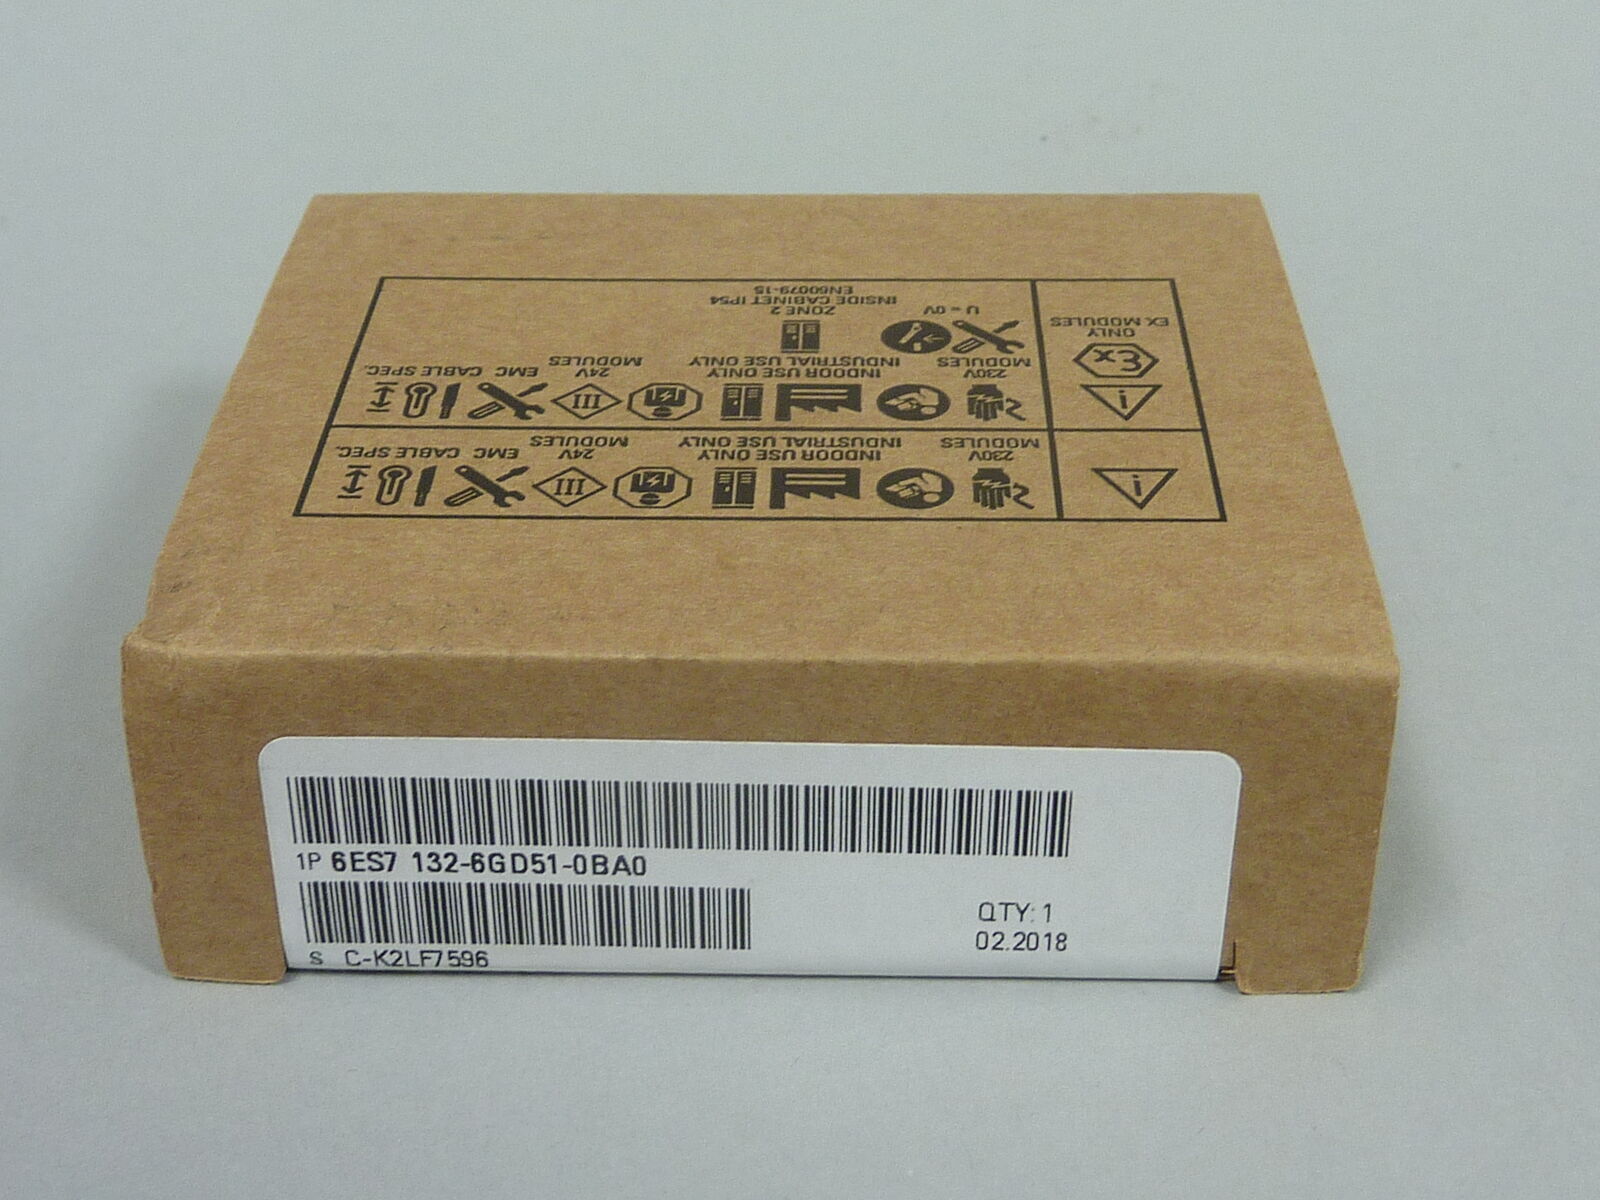 230V
MODULES
INDOOR USE ONLY
INDUSTRIAL USE ONLY
24V
MODULES
EMC CABLE SPEC.
ONLY
EX MODULES
230V
MODULES
INDOOR USE ONLY
INDUSTRIAL USE ONLY
24V
MODULES
EMC CABLE SPEC.
U = 0V
ZONE 2
INSIDE CABINET IP54
EN60079-15
1P 6ES7 132-6GD51-0BA0
S C-K2LF7596
QTY: 1
02.2018